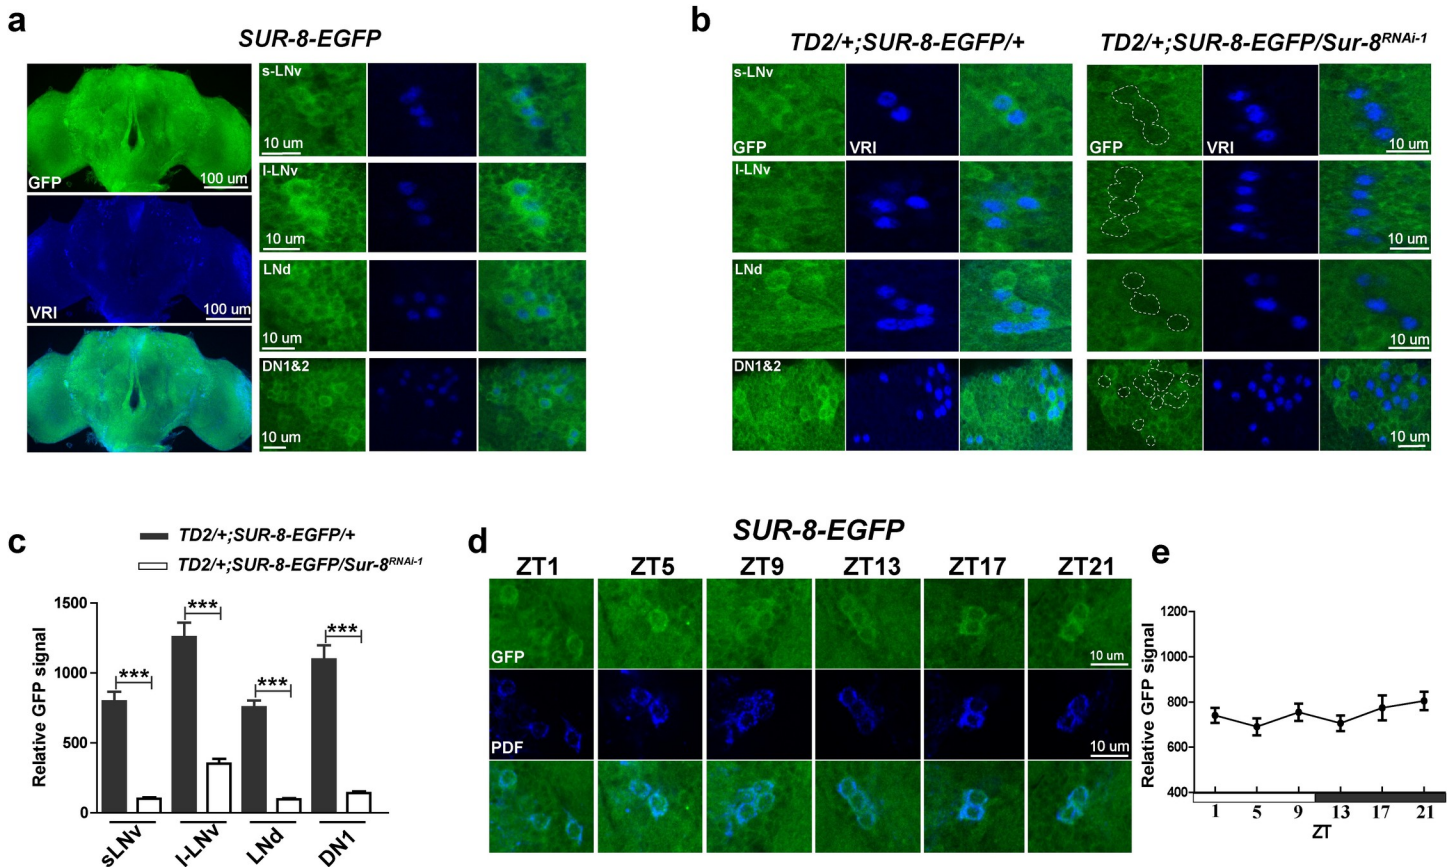 a
SUR-8-EGFP
GFP
100 um
VRI
100 um
s-LNv
10 um
l-LNv
10 um
LNd
10 um
DN1&2
10 um
b
TD2/+;SUR-8-EGFP/+
TD2/+;SUR-8-EGFP/Sur-8RNAi-1
s-LNv
GFP
VRI
GFP
VRI
10 um
l-LNv
10 um
LNd
10 um
DN1&2
10 um
c
TD2/+;SUR-8-EGFP/+
TD2/+;SUR-8-EGFP/Sur-8RNAi-1
Relative GFP signal
1500
1000
500
0
***
***
***
***
sLNv
l-LNv
LNd
DN1
d
SUR-8-EGFP
ZT1 ZT5 ZT9 ZT13 ZT17 ZT21
GFP
10 um
PDF
10 um
e
Relative GFP signal
1200
1000
800
600
400
1 5 9 13 17 21
ZT